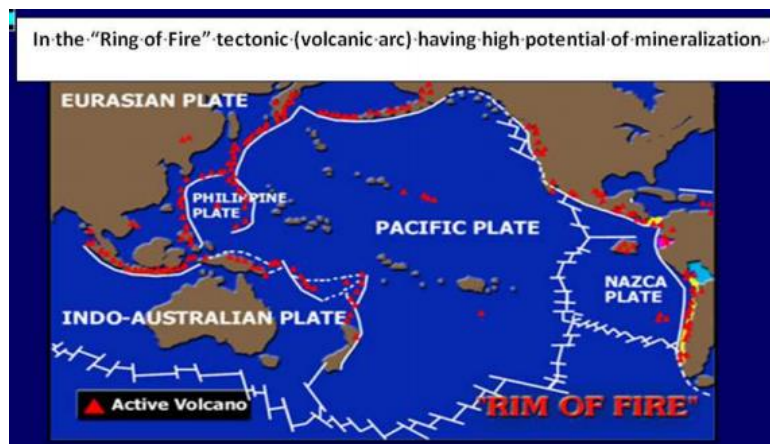 In the “Ring of Fire” tectonic (volcanic arc) having high potential of mineralization
EURASIAN PLATE
PHILIPPINE
PLATE
PACIFIC PLATE
NAZCA
PLATE
INDO-AUSTRALIAN PLATE
Active Volcano
"RIM OF FIRE"